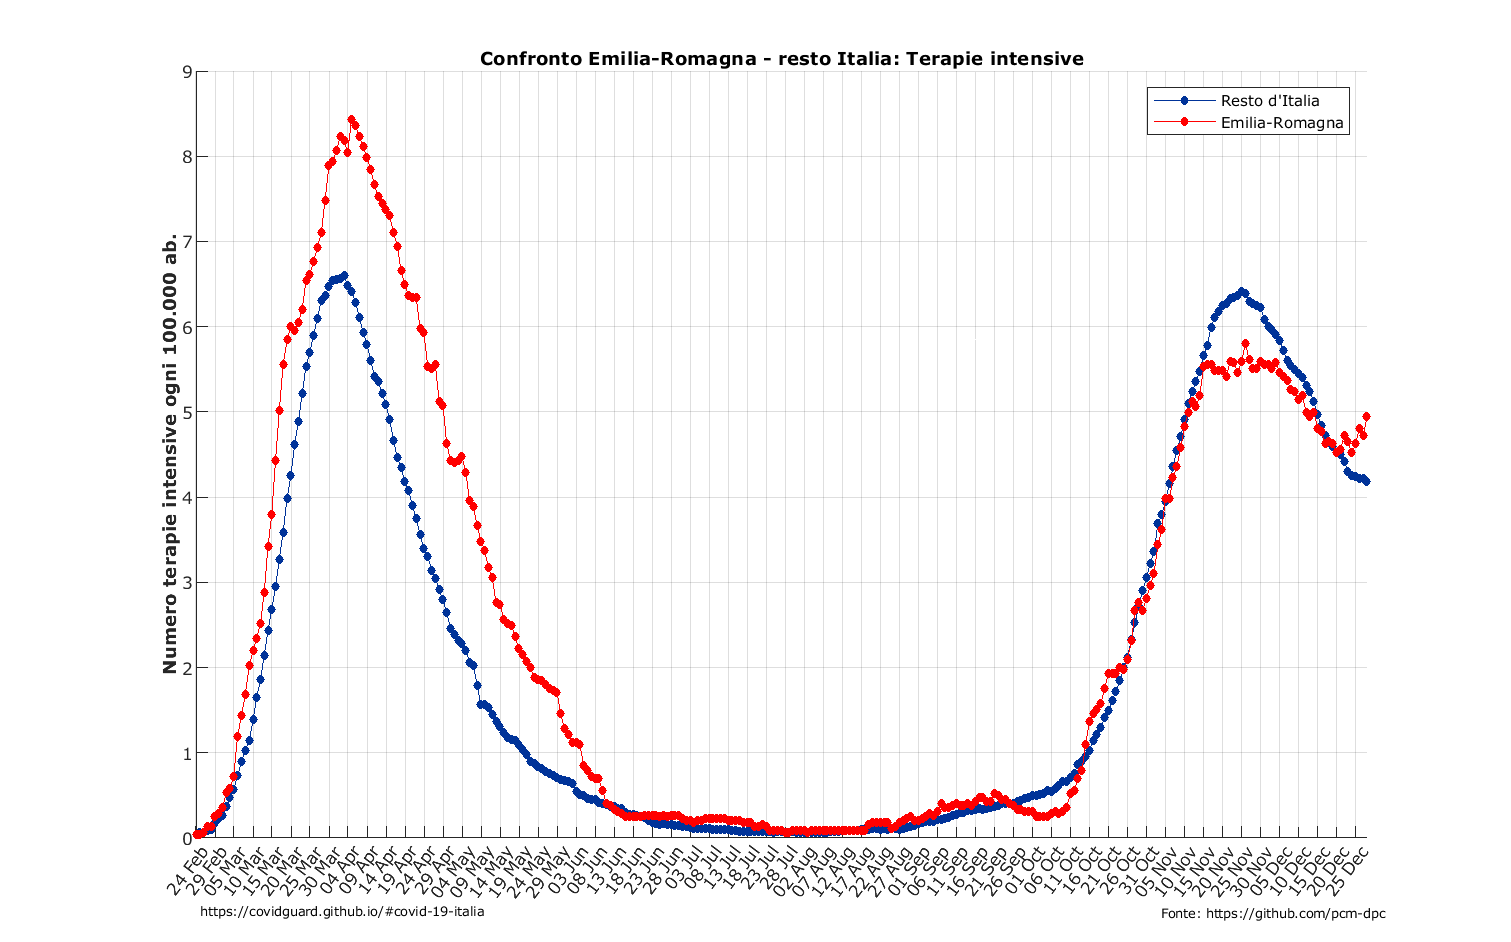 Confronto Emilia-Romagna - resto Italia: Terapie intensive
Resto d'Italia
Emilia-Romagna
Numero terapie intensive ogni 100.000 ab.
9
8
7
6
5
4
3
2
1
0
24 Feb
29 Feb
05 Mar
10 Mar
15 Mar
20 Mar
25 Mar
30 Mar
04 Apr
09 Apr
14 Apr
19 Apr
24 Apr
29 Apr
04 May
09 May
14 May
19 May
24 May
29 May
03 Jun
08 Jun
13 Jun
18 Jun
23 Jun
28 Jun
03 Jul
08 Jul
13 Jul
18 Jul
23 Jul
28 Jul
02 Aug
07 Aug
12 Aug
17 Aug
22 Aug
27 Aug
01 Sep
06 Sep
11 Sep
16 Sep
21 Sep
26 Sep
01 Oct
06 Oct
11 Oct
16 Oct
21 Oct
26 Oct
31 Oct
05 Nov
10 Nov
15 Nov
20 Nov
25 Nov
30 Nov
05 Dec
10 Dec
15 Dec
20 Dec
25 Dec
https://covidguard.github.io/#covid-19-italia
Fonte: https://github.com/pcm-dpc